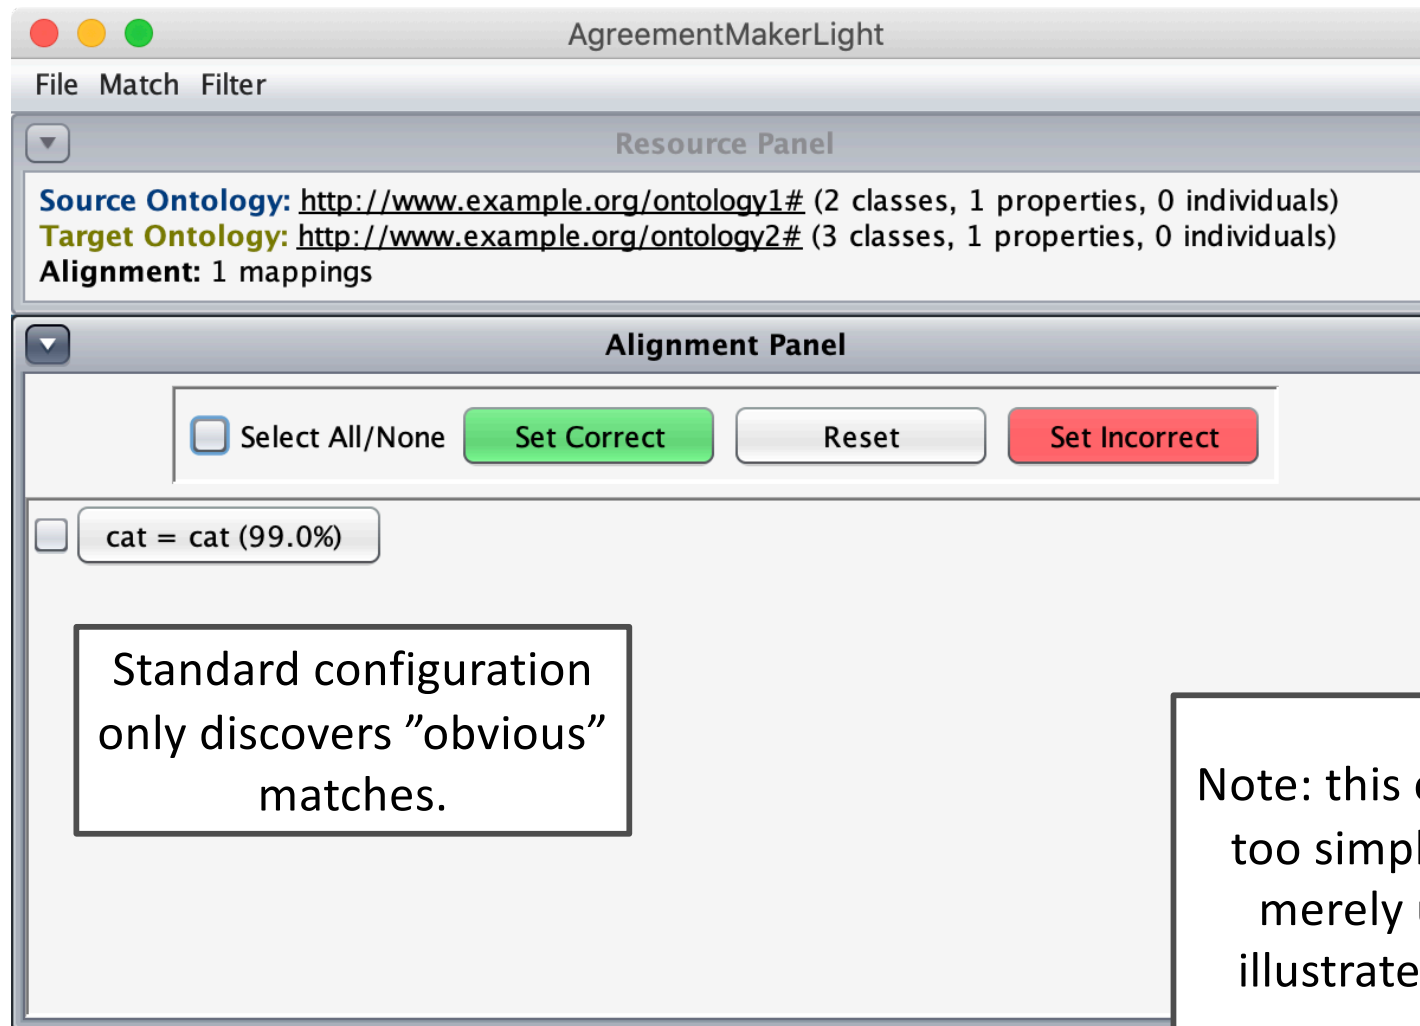 AgreementMakerLight
File Match Filter
Resource Panel
Source Ontology: http://www.example.org/ontology1# (2 classes, 1 properties, 0 individuals)
Target Ontology: http://www.example.org/ontology2# (3 classes, 1 properties, 0 individuals)
Alignment: 1 mappings
Alignment Panel
Select All/None Set Correct Reset Set Incorrect
cat = cat (99.0%)
Standard configuration
only discovers ”obvious”
matches.
Note: this
too
merely
illustrate